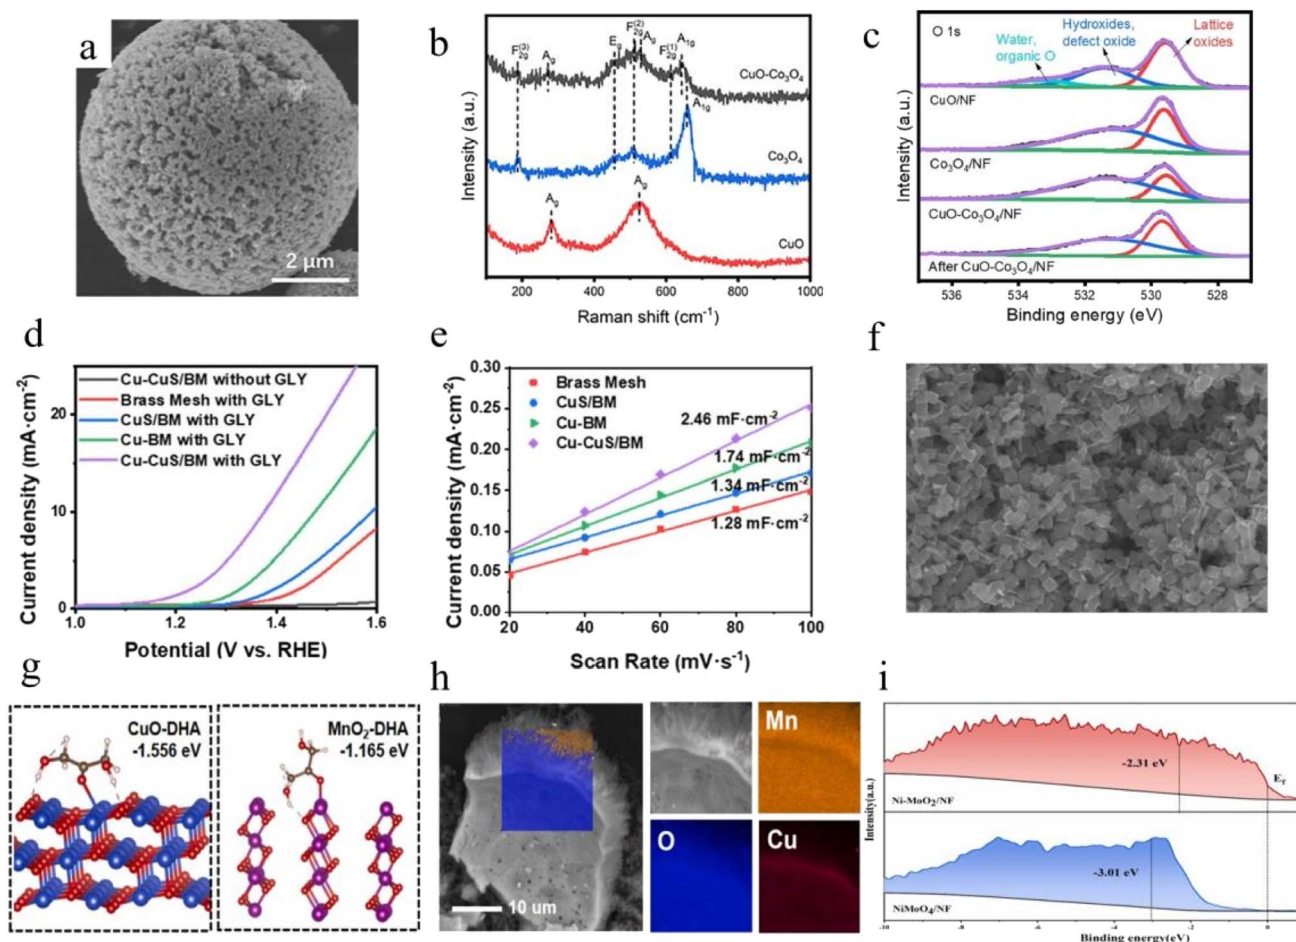 a
2 μm
b
Intensity (a.u.)
F2g(3) Ag Eg F2g(2) Ag F2g(1) A1g
CuO-Co3O4
A1g
Co3O4
Ag Ag
CuO
200 400 600 800 1000
Raman shift (cm-1)
c
Intensity (a.u.)
O 1s
Water,
organic O
Hydroxides,
defect oxide
Lattice
oxides
CuO/NF
Co3O4/NF
CuO-Co3O4/NF
After CuO-Co3O4/NF
536 534 532 530 528
Binding energy (eV)
d
Current density (mA·cm-2)
20
10
0
Cu-CuS/BM without GLY
Brass Mesh with GLY
CuS/BM with GLY
Cu-BM with GLY
Cu-CuS/BM with GLY
1.0 1.2 1.4 1.6
Potential (V vs. RHE)
e
Current density (mA·cm-2)
0.30
0.25
0.20
0.15
0.10
0.05
0.00
Brass Mesh
CuS/BM
Cu-BM
Cu-CuS/BM
2.46 mF·cm-2
1.74 mF·cm-2
1.34 mF·cm-2
1.28 mF·cm-2
20 40 60 80 100
Scan Rate (mV·s-1)
f
g
CuO-DHA
-1.556 eV
MnO2-DHA
-1.165 eV
h
10 um
Mn
O
Cu
i
Intensity(a.u.)
-2.31 eV
Ef
Ni-MoO2/NF
-3.01 eV
NiMoO4/NF
-10 -8 -6 -4 -2 0
Binding energy(eV)